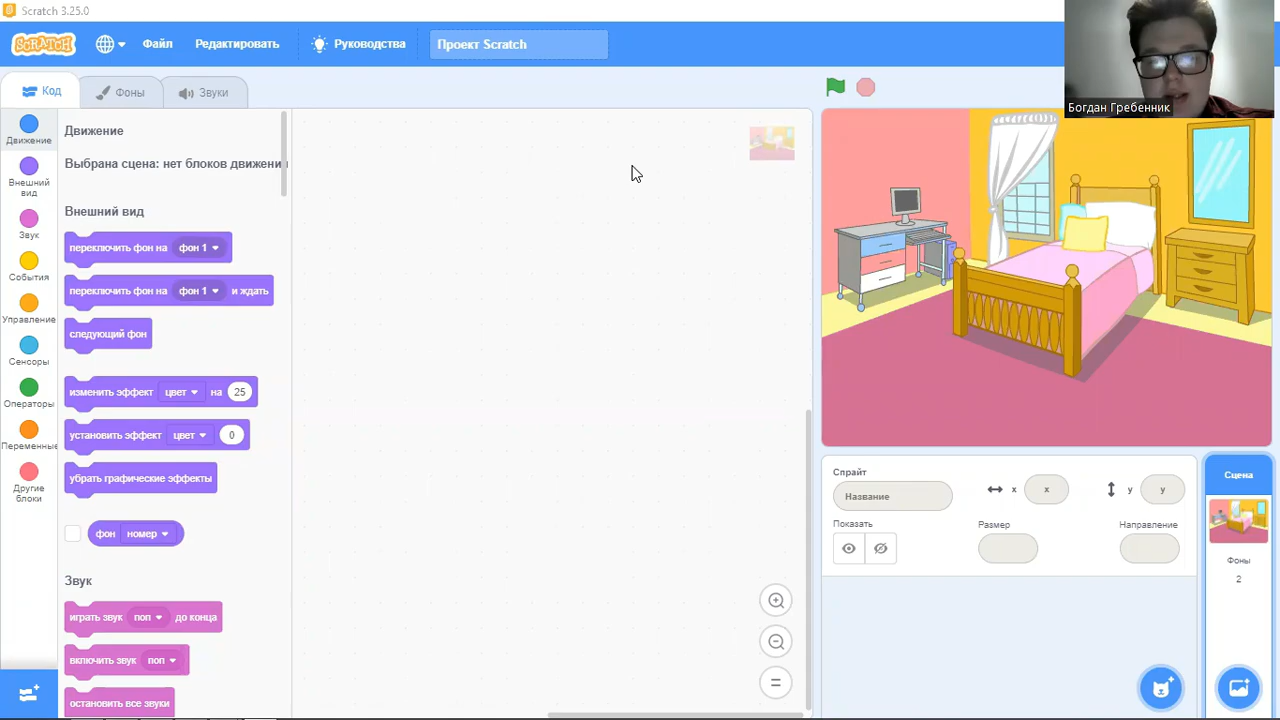 Scratch 3.25.0
SCRATCH
Файл
Редактировать
Руководства
Проект Scratch
Богдан Гребенник
Код
Фоны
Звуки
Движение
Внешний
вид
Звук
События
Управление
Сенсоры
Операторы
Переменные
Другие
блоки
Движение
Выбрана сцена: нет блоков движени
Внешний вид
переключить фон на фон 1
переключить фон на фон 1 и ждать
следующий фон
изменить эффект цвет на 25
установить эффект цвет 0
убрать графические эффекты
фон номер
Звук
играть звук поп до конца
включить звук поп
остановить все звуки
Спрайт
Название
x x
y y
Показать
Размер
Направление
Сцена
Фоны
2